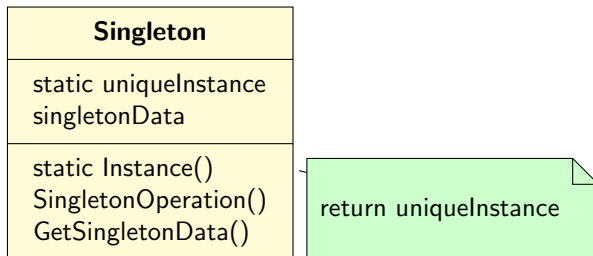 Singleton
static uniqueInstance
singletonData
static Instance()
SingletonOperation()
GetSingletonData()
return uniqueInstance